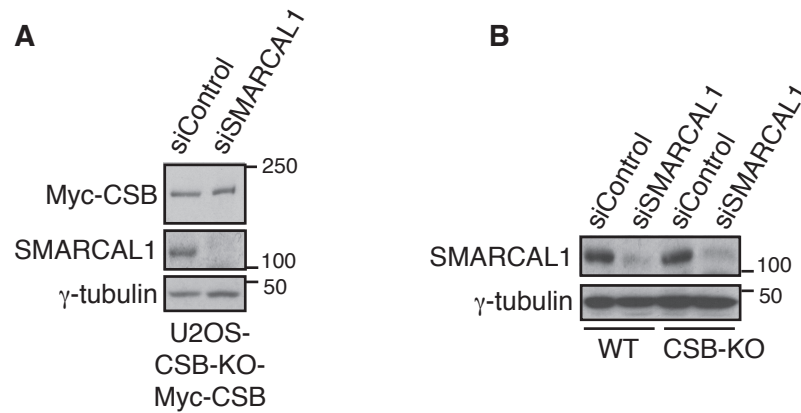 A
siControl
siSMARCAL1
250
Myc-CSB
SMARCAL1
100
50
γ-tubulin
U2OS-
CSB-KO-
Myc-CSB
B
siControl
siSMARCAL1
siControl
siSMARCAL1
SMARCAL1
100
50
γ-tubulin
WT
CSB-KO